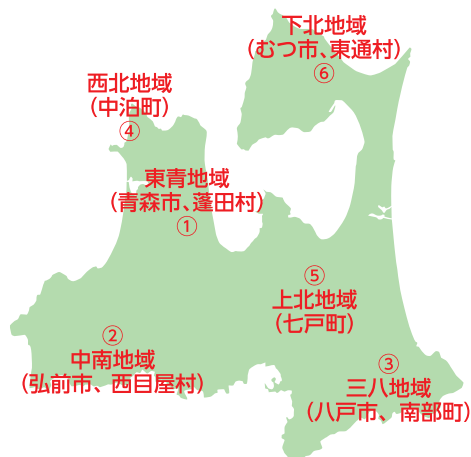 下北地域
（むつ市、東通村）
⑥
西北地域
（中泊町）
④
東青地域
（青森市、蓬田村）
①
⑤
上北地域
（七戸町）
②
中南地域
（弘前市、西目屋村）
③
三八地域
（八戸市、南部町）